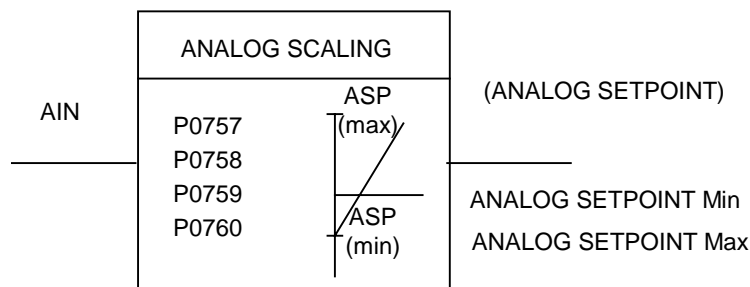 ANALOG SCALING
AIN
P0757
P0758
P0759
P0760
ASP
(max)
ASP
(min)
(ANALOG SETPOINT)
ANALOG SETPOINT Min
ANALOG SETPOINT Max